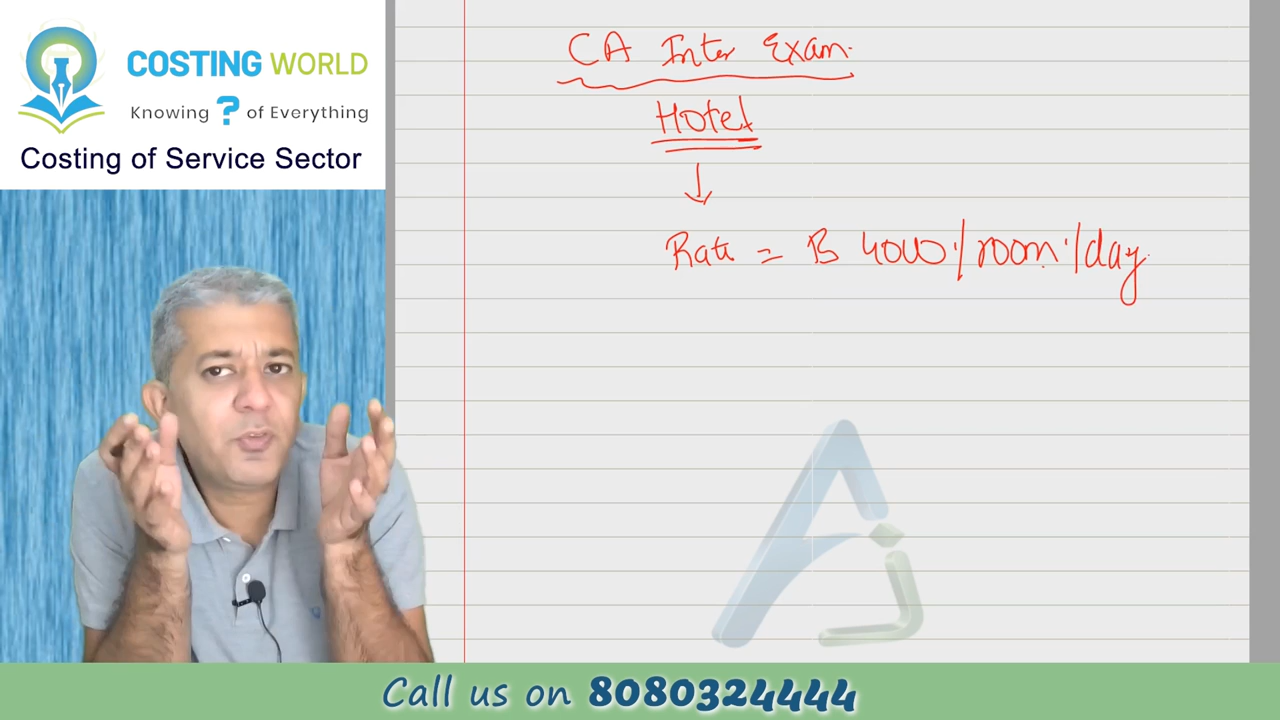 COSTING WORLD
Knowing ? of Everything
Costing of Service Sector
CA Inter Exam.
Hotel
Rate = 4000/room/day
Call us on 8080324444